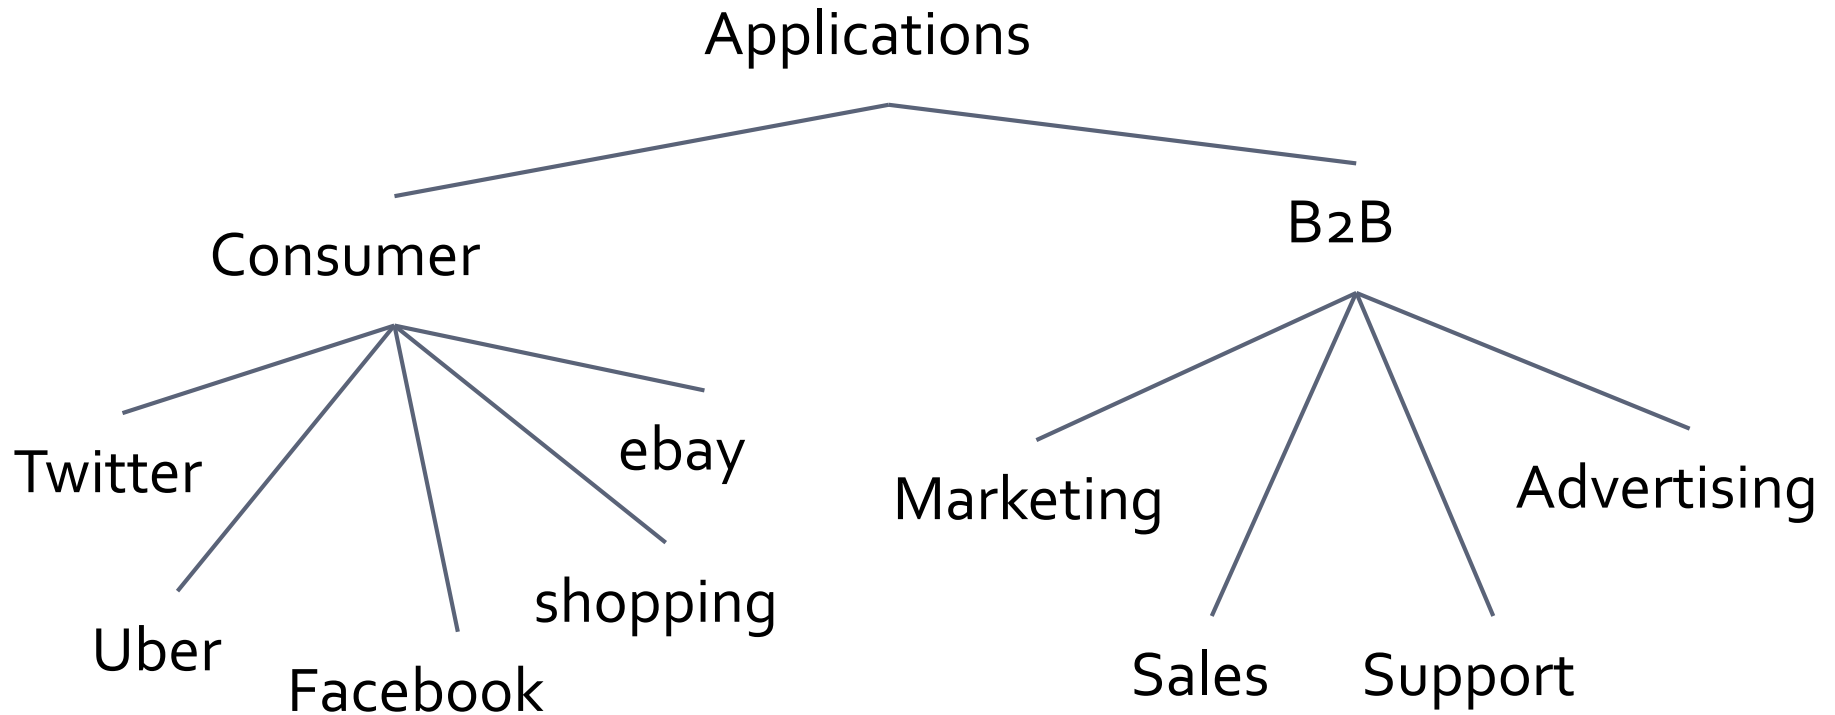 Applications
Consumer
B2B
Twitter
Uber
Facebook
shopping
ebay
Marketing
Sales
Support
Advertising